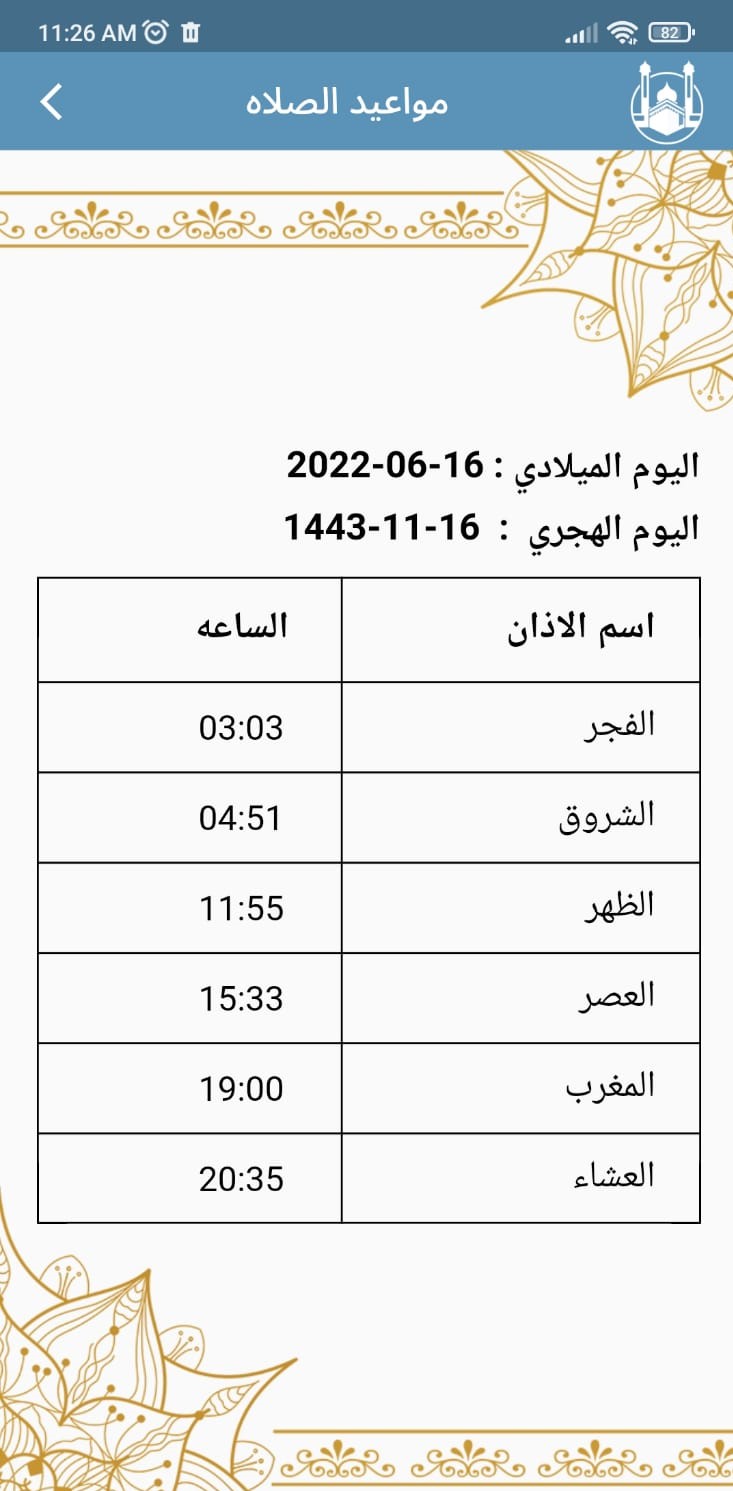 11:26 AM 82
مواعيد الصلاه
اليوم الميلادي : 16-06-2022
اليوم الهجري : 16-11-1443
اسم الاذان الساعه
الفجر 03:03
الشروق 04:51
الظهر 11:55
العصر 15:33
المغرب 19:00
العشاء 20:35